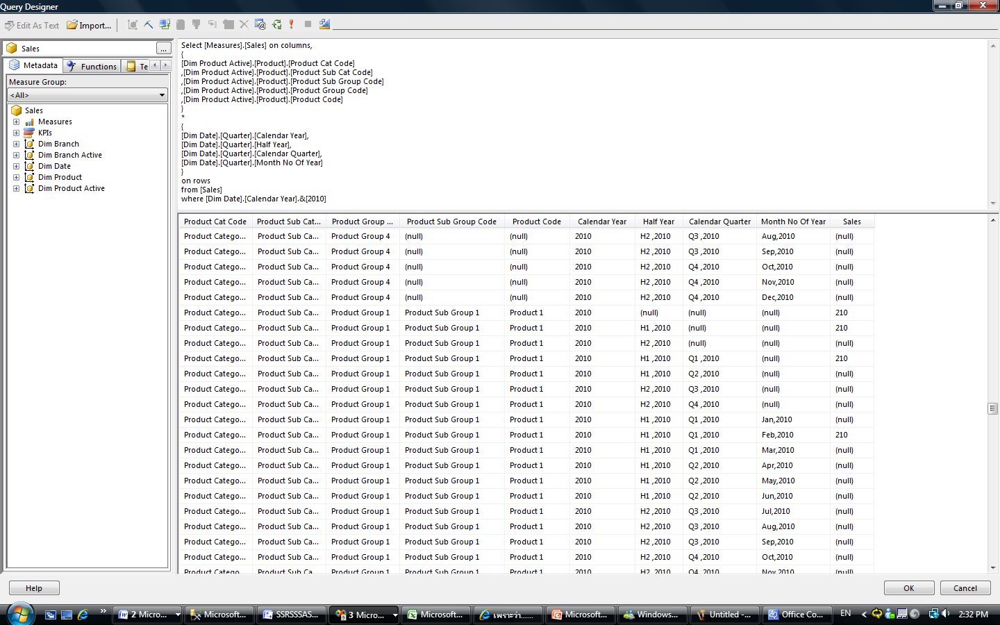 Query Designer
Edit As Text Import...
Sales ...
Metadata Functions Te
Measure Group:
<All>
Sales
Measures
KPIs
Dim Branch
Dim Branch Active
Dim Date
Dim Product
Dim Product Active
Select [Measures].[Sales] on columns,
{
[Dim Product Active].[Product].[Product Cat Code]
,[Dim Product Active].[Product].[Product Sub Cat Code]
,[Dim Product Active].[Product].[Product Sub Group Code]
,[Dim Product Active].[Product].[Product Group Code]
,[Dim Product Active].[Product].[Product Code]
}
*
{
[Dim Date].[Quarter].[Calendar Year],
[Dim Date].[Quarter].[Half Year],
[Dim Date].[Quarter].[Calendar Quarter],
[Dim Date].[Quarter].[Month No Of Year]
}
on rows
from [Sales]
where [Dim Date].[Calendar Year].&[2010]
Product Cat Code Product Sub Cat... Product Group ... Product Sub Group Code Product Code Calendar Year Half Year Calendar Quarter Month No Of Year Sales
Product Catego... Product Sub Ca... Product Group 4 (null) (null) 2010 H2 ,2010 Q3 ,2010 Aug,2010 (null)
Product Catego... Product Sub Ca... Product Group 4 (null) (null) 2010 H2 ,2010 Q3 ,2010 Sep,2010 (null)
Product Catego... Product Sub Ca... Product Group 4 (null) (null) 2010 H2 ,2010 Q4 ,2010 Oct,2010 (null)
Product Catego... Product Sub Ca... Product Group 4 (null) (null) 2010 H2 ,2010 Q4 ,2010 Nov,2010 (null)
Product Catego... Product Sub Ca... Product Group 4 (null) (null) 2010 H2 ,2010 Q4 ,2010 Dec,2010 (null)
Product Catego... Product Sub Ca... Product Group 1 Product Sub Group 1 Product 1 2010 (null) (null) (null) 210
Product Catego... Product Sub Ca... Product Group 1 Product Sub Group 1 Product 1 2010 H1 ,2010 (null) (null) 210
Product Catego... Product Sub Ca... Product Group 1 Product Sub Group 1 Product 1 2010 H2 ,2010 (null) (null) (null)
Product Catego... Product Sub Ca... Product Group 1 Product Sub Group 1 Product 1 2010 H1 ,2010 Q1 ,2010 (null) 210
Product Catego... Product Sub Ca... Product Group 1 Product Sub Group 1 Product 1 2010 H1 ,2010 Q2 ,2010 (null) (null)
Product Catego... Product Sub Ca... Product Group 1 Product Sub Group 1 Product 1 2010 H2 ,2010 Q3 ,2010 (null) (null)
Product Catego... Product Sub Ca... Product Group 1 Product Sub Group 1 Product 1 2010 H2 ,2010 Q4 ,2010 (null) (null)
Product Catego... Product Sub Ca... Product Group 1 Product Sub Group 1 Product 1 2010 H1 ,2010 Q1 ,2010 Jan,2010 (null)
Product Catego... Product Sub Ca... Product Group 1 Product Sub Group 1 Product 1 2010 H1 ,2010 Q1 ,2010 Feb,2010 210
Product Catego... Product Sub Ca... Product Group 1 Product Sub Group 1 Product 1 2010 H1 ,2010 Q1 ,2010 Mar,2010 (null)
Product Catego... Product Sub Ca... Product Group 1 Product Sub Group 1 Product 1 2010 H1 ,2010 Q2 ,2010 Apr,2010 (null)
Product Catego... Product Sub Ca... Product Group 1 Product Sub Group 1 Product 1 2010 H1 ,2010 Q2 ,2010 May,2010 (null)
Product Catego... Product Sub Ca... Product Group 1 Product Sub Group 1 Product 1 2010 H1 ,2010 Q2 ,2010 Jun,2010 (null)
Product Catego... Product Sub Ca... Product Group 1 Product Sub Group 1 Product 1 2010 H2 ,2010 Q3 ,2010 Jul,2010 (null)
Product Catego... Product Sub Ca... Product Group 1 Product Sub Group 1 Product 1 2010 H2 ,2010 Q3 ,2010 Aug,2010 (null)
Product Catego... Product Sub Ca... Product Group 1 Product Sub Group 1 Product 1 2010 H2 ,2010 Q3 ,2010 Sep,2010 (null)
Product Catego... Product Sub Ca... Product Group 1 Product Sub Group 1 Product 1 2010 H2 ,2010 Q4 ,2010 Oct,2010 (null)
Product Catego... Product Sub Ca... Product Group 1 Product Sub Group 1 Product 1 2010 H2 ,2010 Q4 ,2010 Nov,2010 (null)
Help OK Cancel
2 Micro... Microsoft... SSRSSSAS... 3 Micro... Microsoft... เพราะว่า...... Microsoft... Windows... Untitled -... Office Co... EN 2:32 PM